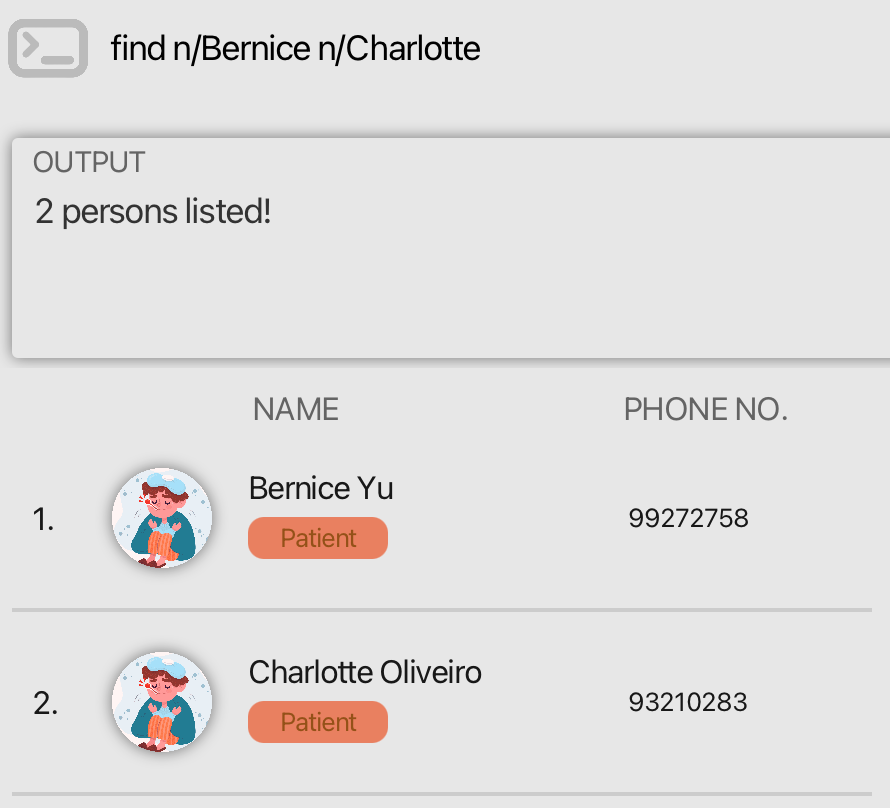 find n/Bernice n/Charlotte
OUTPUT
2 persons listed!
NAME PHONE NO.
1. Bernice Yu 99272758
Patient
2. Charlotte Oliveiro 93210283
Patient